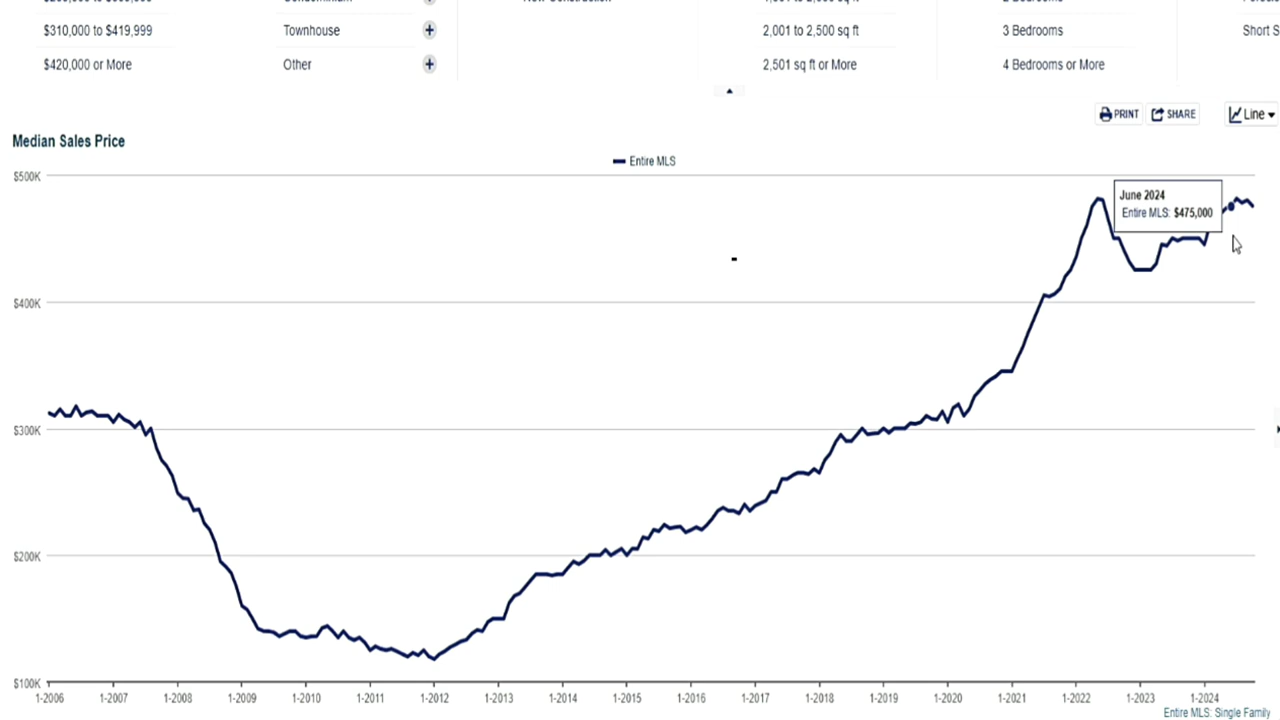 $310,000 to $419,999 Townhouse 2,001 to 2,500 sq ft 3 Bedrooms Short S
$420,000 or More Other 2,501 sq ft or More 4 Bedrooms or More
PRINT SHARE Line
Median Sales Price
Entire MLS
$500K
June 2024
Entire MLS: $475,000
$400K
$300K
$200K
$100K
1-2006 1-2007 1-2008 1-2009 1-2010 1-2011 1-2012 1-2013 1-2014 1-2015 1-2016 1-2017 1-2018 1-2019 1-2020 1-2021 1-2022 1-2023 1-2024
Entire MLS: Single Family